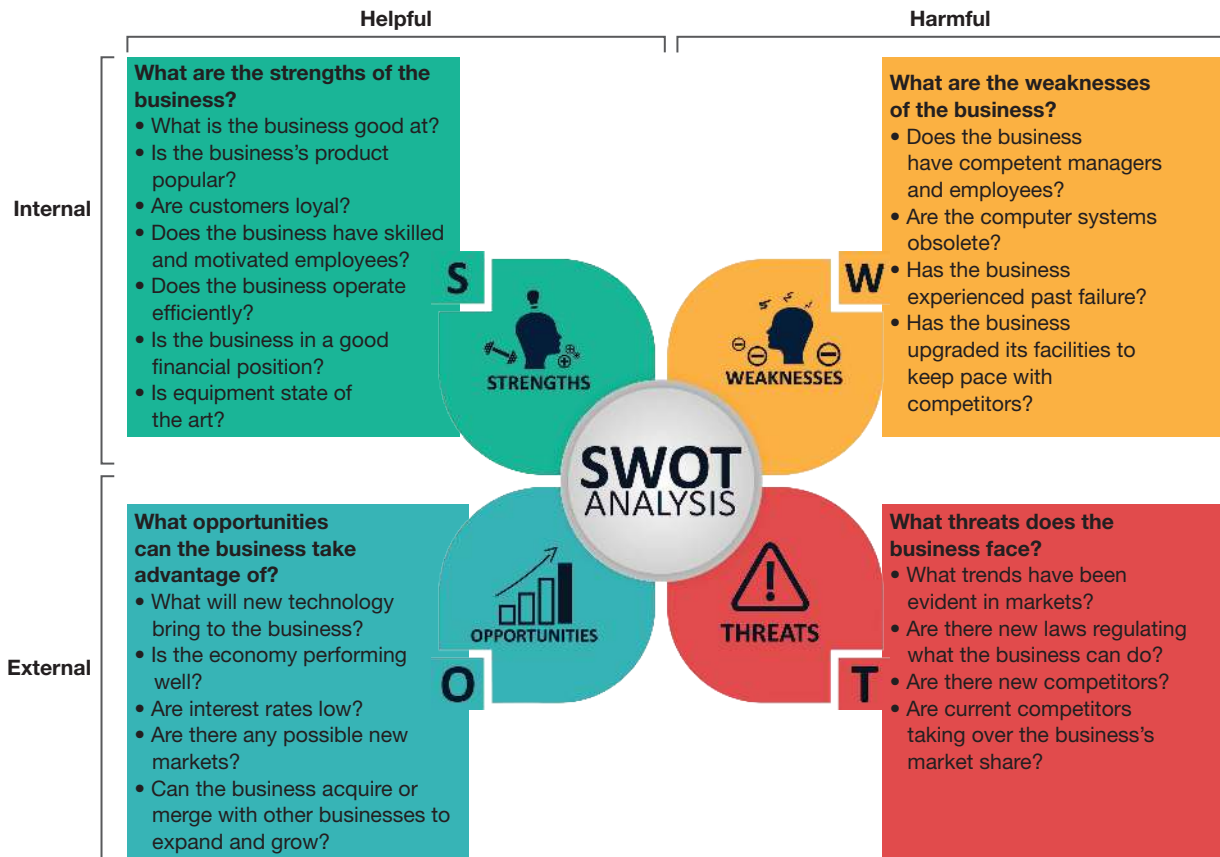 Helpful
Harmful
Internal
What are the strengths of the
business?
• What is the business good at?
• Is the business’s product
popular?
• Are customers loyal?
• Does the business have skilled
and motivated employees?
• Does the business operate
efficiently?
• Is the business in a good
financial position?
• Is equipment state of
the art?
S
STRENGTHS
What are the weaknesses
of the business?
• Does the business
have competent managers
and employees?
• Are the computer systems
obsolete?
• Has the business
experienced past failure?
• Has the business
upgraded its facilities to
keep pace with
competitors?
W
WEAKNESSES
SWOT
ANALYSIS
External
What opportunities
can the business take
advantage of?
• What will new technology
bring to the business?
• Is the economy performing
well?
• Are interest rates low?
• Are there any possible new
markets?
• Can the business acquire or
merge with other businesses to
expand and grow?
OPPORTUNITIES
O
What threats does the
business face?
• What trends have been
evident in markets?
• Are there new laws regulating
what the business can do?
• Are there new competitors?
• Are current competitors
taking over the business’s
market share?
THREATS
T